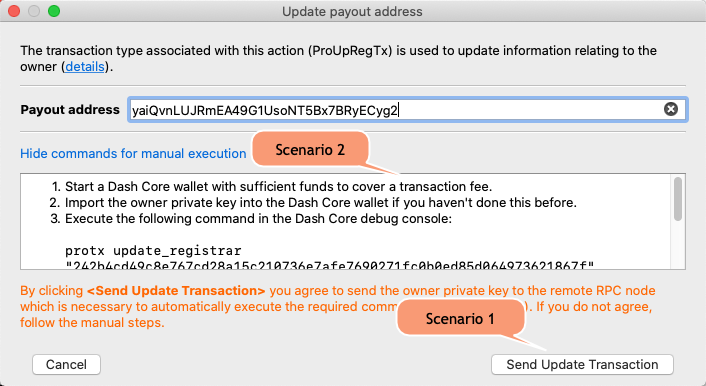 Update payout address
The transaction type associated with this action (ProUpRegTx) is used to update information relating to the
owner (details).
Payout address yaiQvnLUJRmEA49G1UsoNT5Bx7BRyECyg2
Hide commands for manual execution
Scenario 2
1. Start a Dash Core wallet with sufficient funds to cover a transaction fee.
2. Import the owner private key into the Dash Core wallet if you haven't done this before.
3. Execute the following command in the Dash Core debug console:
protx update_registrar
"242b4cd49c8e767cd28a15c210736e7afe7690271fc0b0ed85d064973621867f"
By clicking <Send Update Transaction> you agree to send the owner private key to the remote RPC node
which is necessary to automatically execute the required ). If you do not agree,
follow the manual steps.
Scenario 1
Cancel
Send Update Transaction